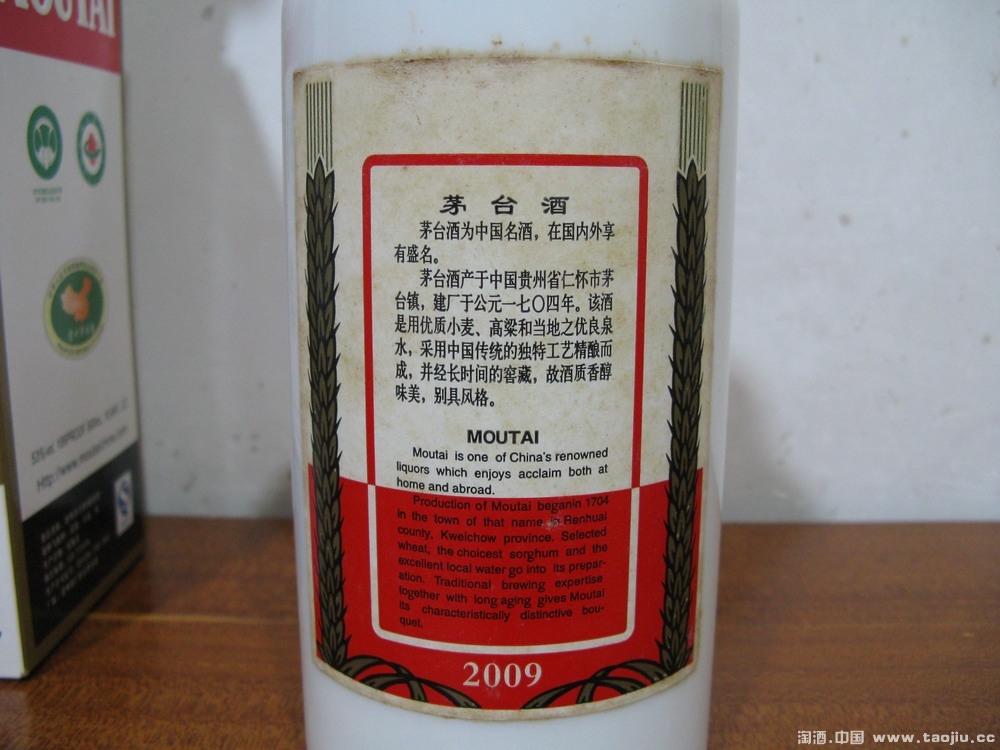 MOUTAI
53%vol
http://www.moutaichina.com
茅台酒
茅台酒为中国名酒，在国内外享
有盛名。
茅台酒产于中国贵州省仁怀市茅
台镇，建厂于公元一七〇四年。该酒
是用优质小麦、高粱和当地之优良泉
水，采用中国传统的独特工艺精酿而
成，并经长时间的窖藏，故酒质香醇
味美，别具风格。
MOUTAI
Moutai is one of China's renowned
liquors which enjoys acclaim both at
home and abroad.
Production of Moutai beganin 1704
in the town of that name in Renhuai
county, Kweichow province. Selected
wheat, the choicest sorghum and the
excellent local water go into its prepar-
ation. Traditional brewing expertise
together with long aging gives Moutai
its characteristically distinctive bou-
quet.
2009
淘酒.中国 www.taojiu.cc